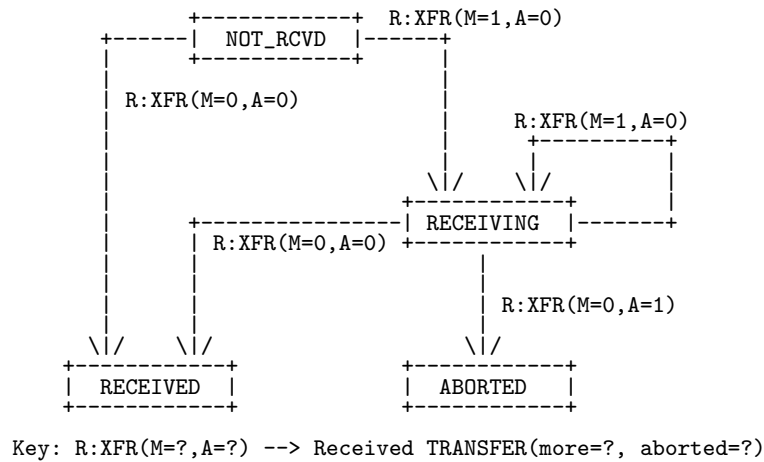 R:XFR(M=1,A=0)
NOT_RCVD
R:XFR(M=0,A=0)
R:XFR(M=1,A=0)
RECEIVING
R:XFR(M=0,A=0)
R:XFR(M=0,A=1)
RECEIVED
ABORTED
Key: R:XFR(M=?,A=?) --> Received TRANSFER(more=?, aborted=?)